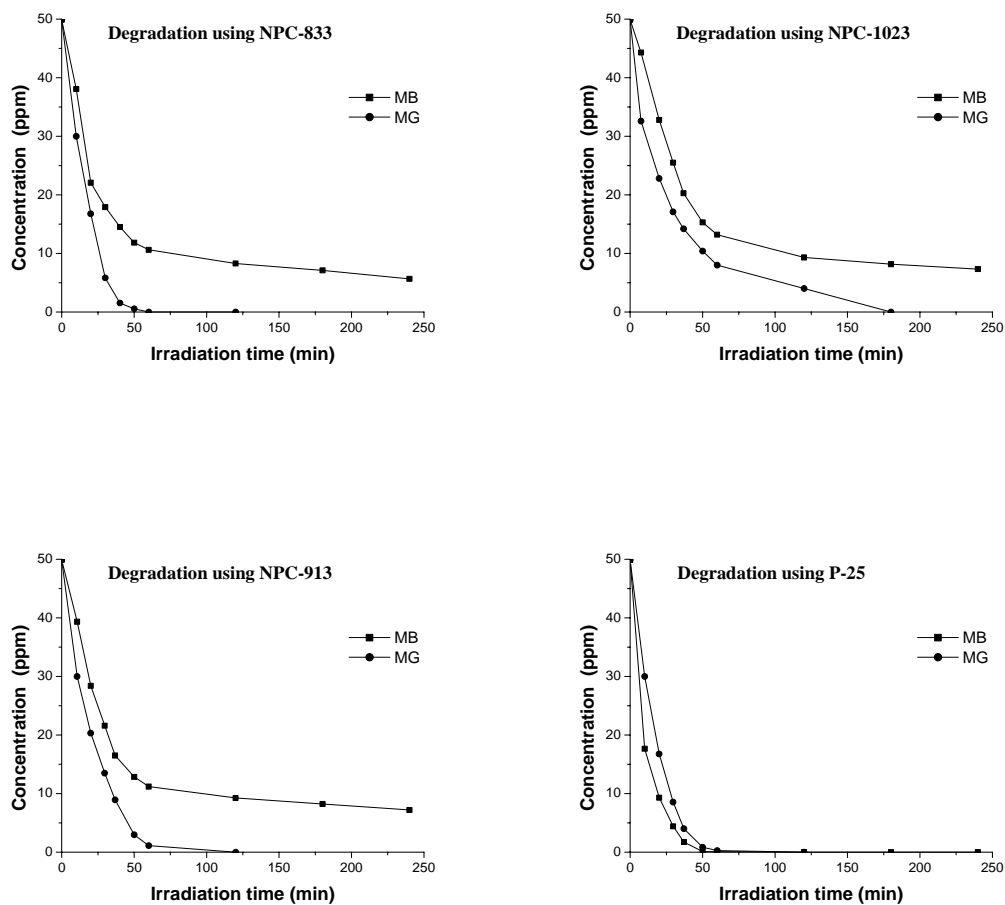 Degradation using NPC-833
MB
MG
Concentration (ppm)
50
40
30
20
10
0
0 50 100 150 200 250
Irradiation time (min)
Degradation using NPC-1023
MB
MG
Concentration (ppm)
50
40
30
20
10
0
0 50 100 150 200 250
Irradiation time (min)
Degradation using NPC-913
MB
MG
Concentration (ppm)
50
40
30
20
10
0
0 50 100 150 200 250
Irradiation time (min)
Degradation using P-25
MB
MG
Concentration (ppm)
50
40
30
20
10
0
0 50 100 150 200 250
Irradiation time (min)